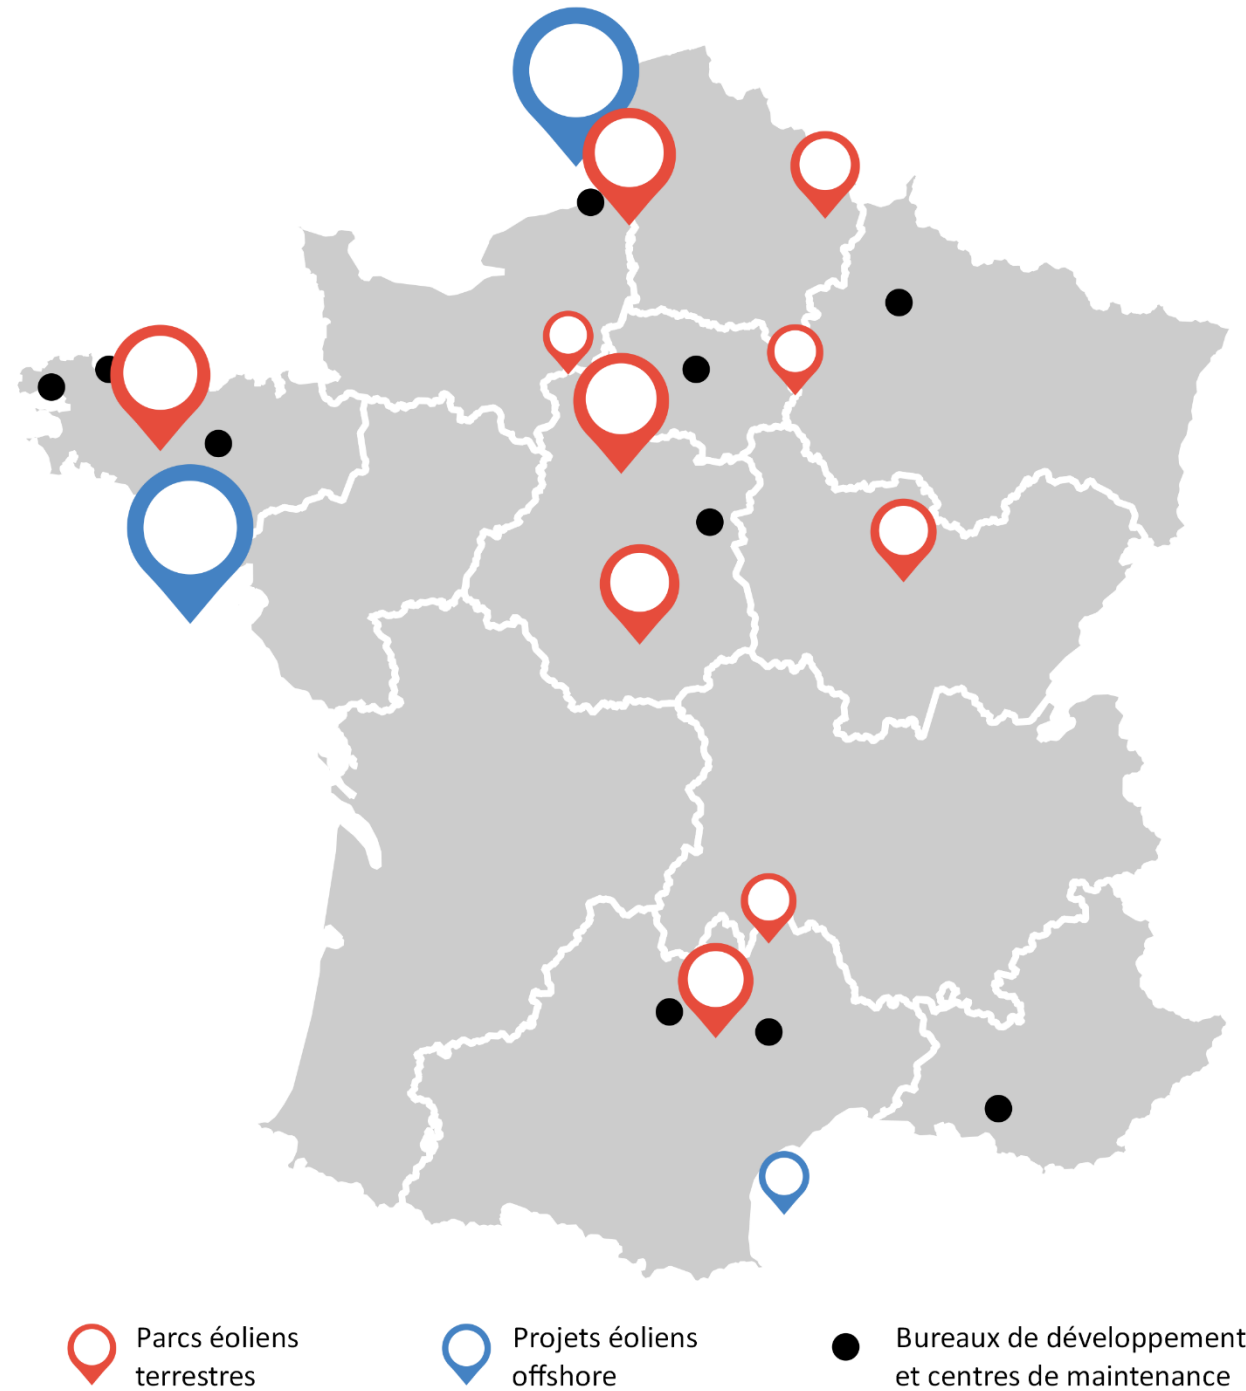 Parcs éoliens
terrestres
Projets éoliens
offshore
Bureaux de développement
et centres de maintenance